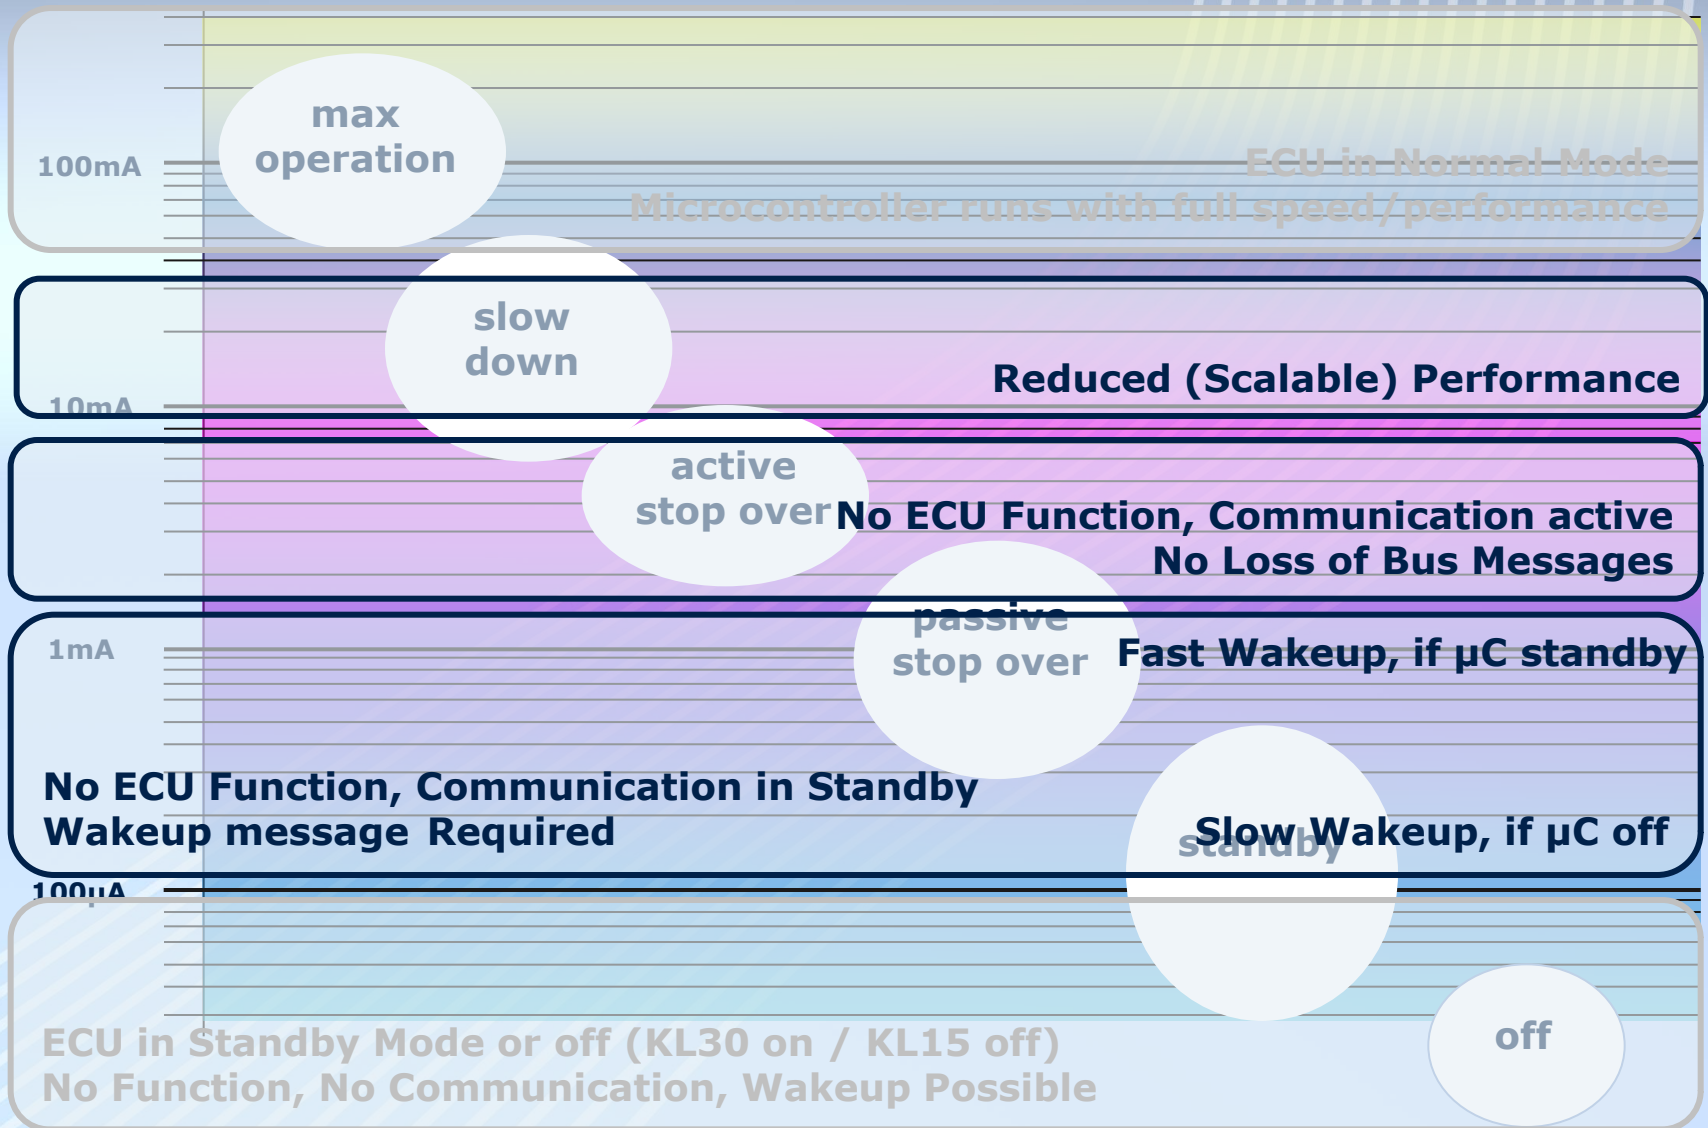 max
operation
100mA
ECU in Normal Mode
Microcontroller runs with full speed/performance
slow
down
Reduced (Scalable) Performance
10mA
active
stop over
No ECU Function, Communication active
No Loss of Bus Messages
passive
stop over
1mA
Fast Wakeup, if µC standby
No ECU Function, Communication in Standby
Wakeup message Required
standby
Slow Wakeup, if µC off
100µA
off
ECU in Standby Mode or off (KL30 on / KL15 off)
No Function, No Communication, Wakeup Possible